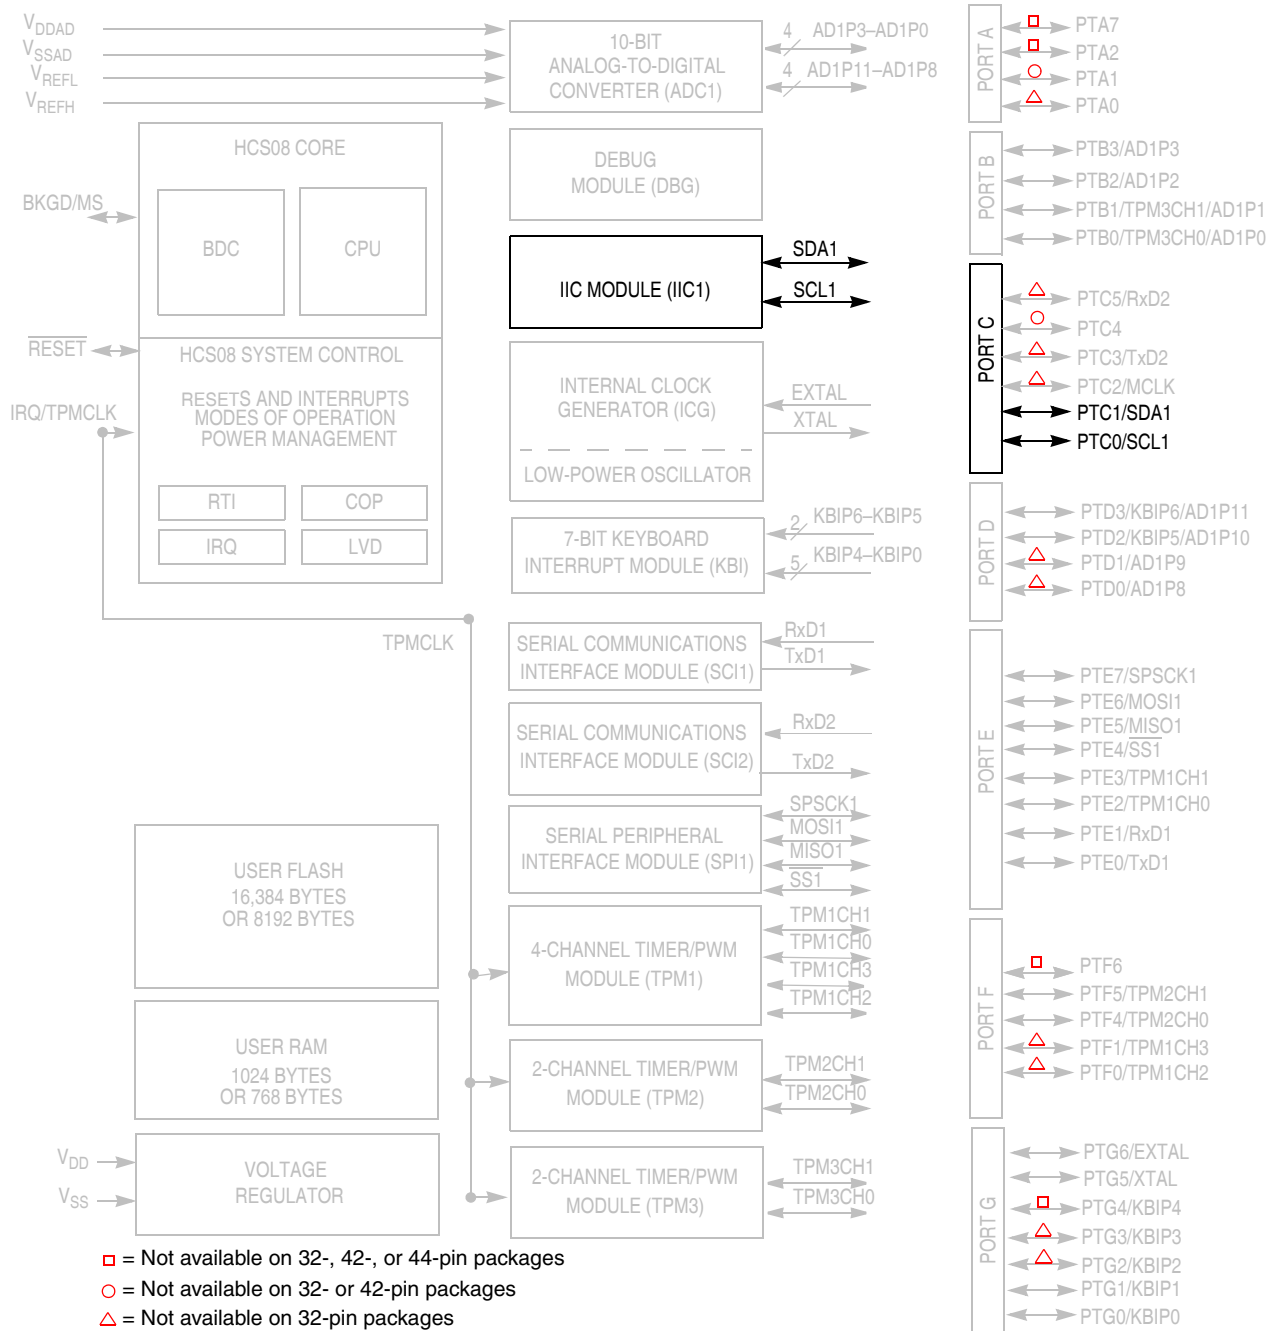 VDDAD
VSSAD
VREFL
VREFH
10-BIT
ANALOG-TO-DIGITAL
CONVERTER (ADC1)
4 AD1P3–AD1P0
4 AD1P11–AD1P8
HCS08 CORE
BDC
CPU
BKGD/MS
RESET
HCS08 SYSTEM CONTROL
RESETS AND INTERRUPTS
MODES OF OPERATION
POWER MANAGEMENT
IRQ/TPMCLK
RTI
COP
IRQ
LVD
TPMCLK
DEBUG
MODULE (DBG)
IIC MODULE (IIC1)
SDA1
SCL1
INTERNAL CLOCK
GENERATOR (ICG)
LOW-POWER OSCILLATOR
EXTAL
XTAL
7-BIT KEYBOARD
INTERRUPT MODULE (KBI)
2 KBIP6–KBIP5
5 KBIP4–KBIP0
SERIAL COMMUNICATIONS
INTERFACE MODULE (SCI1)
RxD1
TxD1
SERIAL COMMUNICATIONS
INTERFACE MODULE (SCI2)
RxD2
TxD2
SERIAL PERIPHERAL
INTERFACE MODULE (SPI1)
SPSCK1
MOSI1
MISO1
SS1
USER FLASH
16,384 BYTES
OR 8192 BYTES
4-CHANNEL TIMER/PWM
MODULE (TPM1)
TPM1CH1
TPM1CH0
TPM1CH3
TPM1CH2
USER RAM
1024 BYTES
OR 768 BYTES
2-CHANNEL TIMER/PWM
MODULE (TPM2)
TPM2CH1
TPM2CH0
VDD
VSS
VOLTAGE
REGULATOR
2-CHANNEL TIMER/PWM
MODULE (TPM3)
TPM3CH1
TPM3CH0
PORT A
PTA7
PTA2
PTA1
PTA0
PORT B
PTB3/AD1P3
PTB2/AD1P2
PTB1/TPM3CH1/AD1P1
PTB0/TPM3CH0/AD1P0
PORT C
PTC5/RxD2
PTC4
PTC3/TxD2
PTC2/MCLK
PTC1/SDA1
PTC0/SCL1
PORT D
PTD3/KBIP6/AD1P11
PTD2/KBIP5/AD1P10
PTD1/AD1P9
PTD0/AD1P8
PORT E
PTE7/SPSCK1
PTE6/MOSI1
PTE5/MISO1
PTE4/SS1
PTE3/TPM1CH1
PTE2/TPM1CH0
PTE1/RxD1
PTE0/TxD1
PORT F
PTF6
PTF5/TPM2CH1
PTF4/TPM2CH0
PTF1/TPM1CH3
PTF0/TPM1CH2
PORT G
PTG6/EXTAL
PTG5/XTAL
PTG4/KBIP4
PTG3/KBIP3
PTG2/KBIP2
PTG1/KBIP1
PTG0/KBIP0
= Not available on 32-, 42-, or 44-pin packages
= Not available on 32- or 42-pin packages
= Not available on 32-pin packages